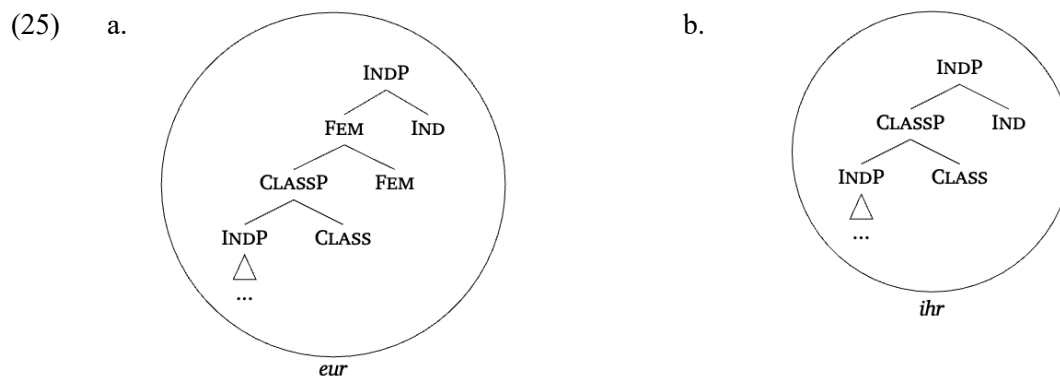 (25) a. b.
INDP INDP
FEM IND CLASSP IND
CLASSP FEM INDP CLASS
INDP CLASS ...
...
eur ihr